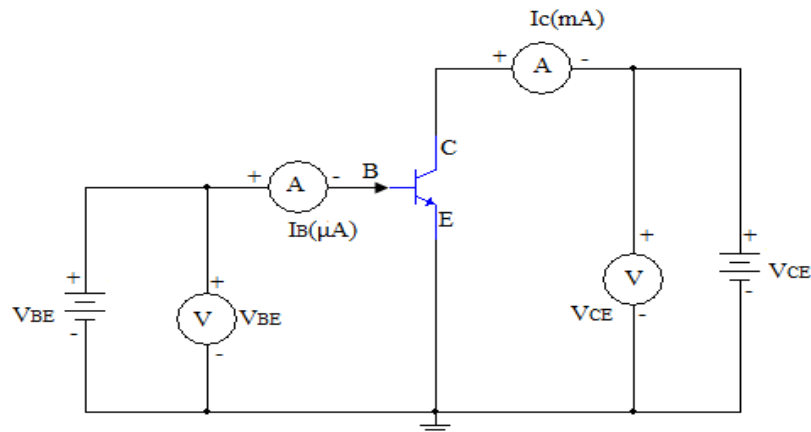 Ic(mA)
+ A -
C
B
+ A -
E
IB(µA)
+
+
+
+
VBE
V
VBE
V
VCE
VCE
-
-
-
-